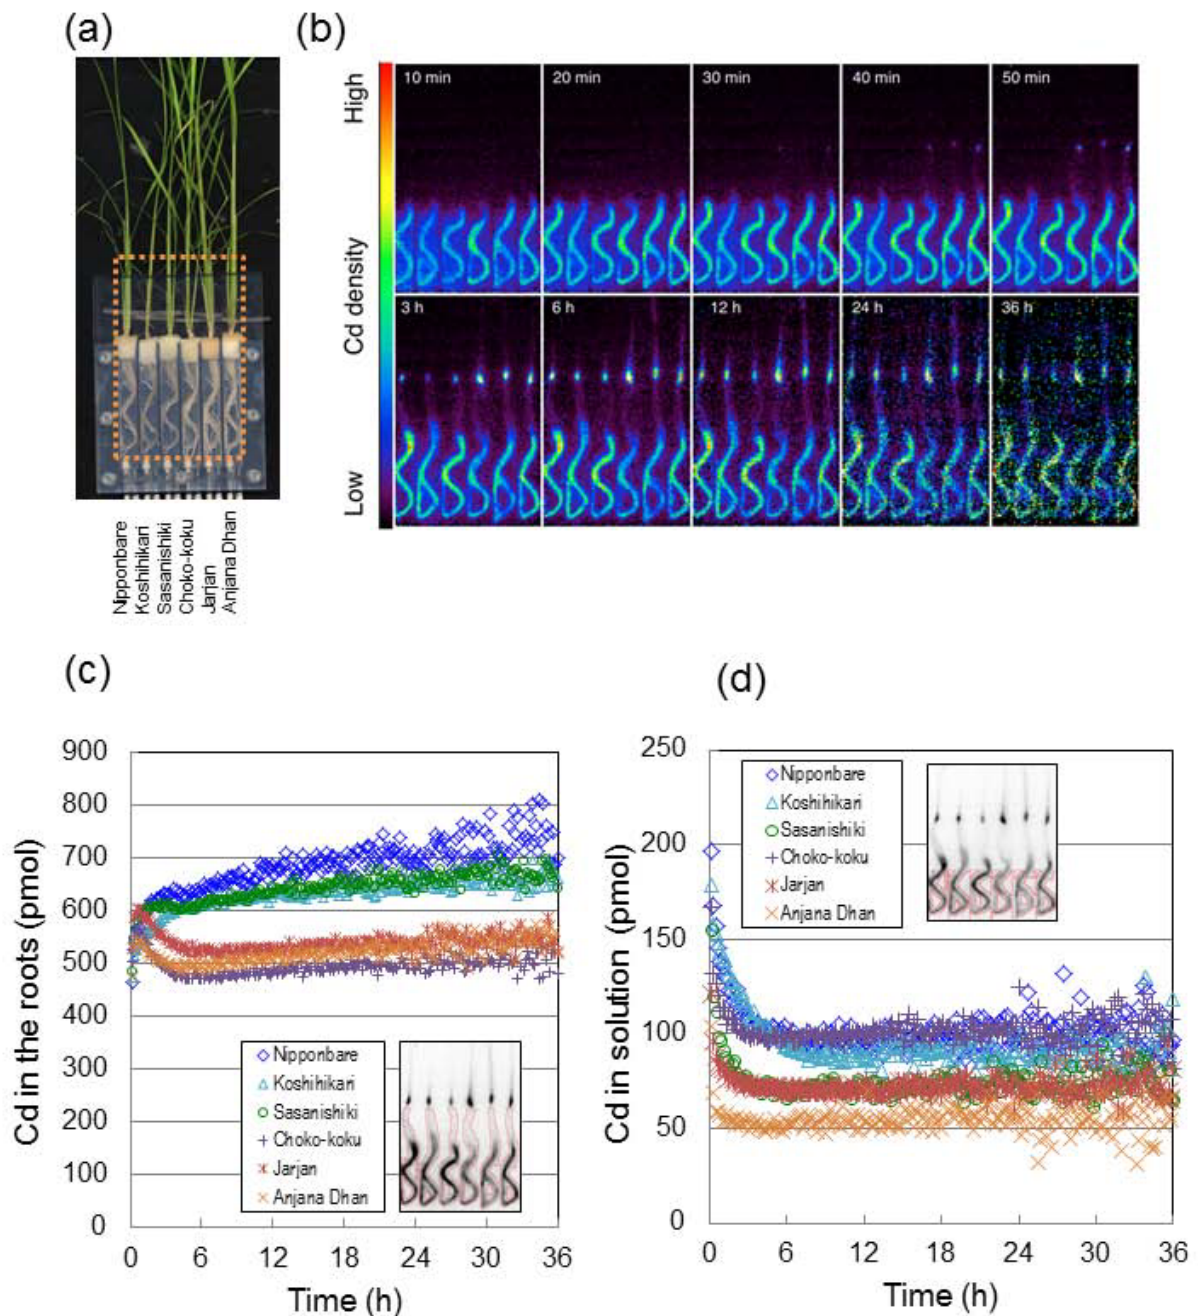 (a)
(b)
High
Cd density
Low
10 min
20 min
30 min
40 min
50 min
3 h
6 h
12 h
24 h
36 h
Nipponbare
Koshihikari
Sasanishiki
Choko-koku
Jarjan
Anjana Dhan
(c)
Cd in the roots (pmol)
900
800
700
600
500
400
300
200
100
0
Nipponbare
Koshihikari
Sasanishiki
Choko-koku
Jarjan
Anjana Dhan
0 6 12 18 24 30 36
Time (h)
(d)
Cd in solution (pmol)
250
200
150
100
50
0
Nipponbare
Koshihikari
Sasanishiki
Choko-koku
Jarjan
Anjana Dhan
0 6 12 18 24 30 36
Time (h)